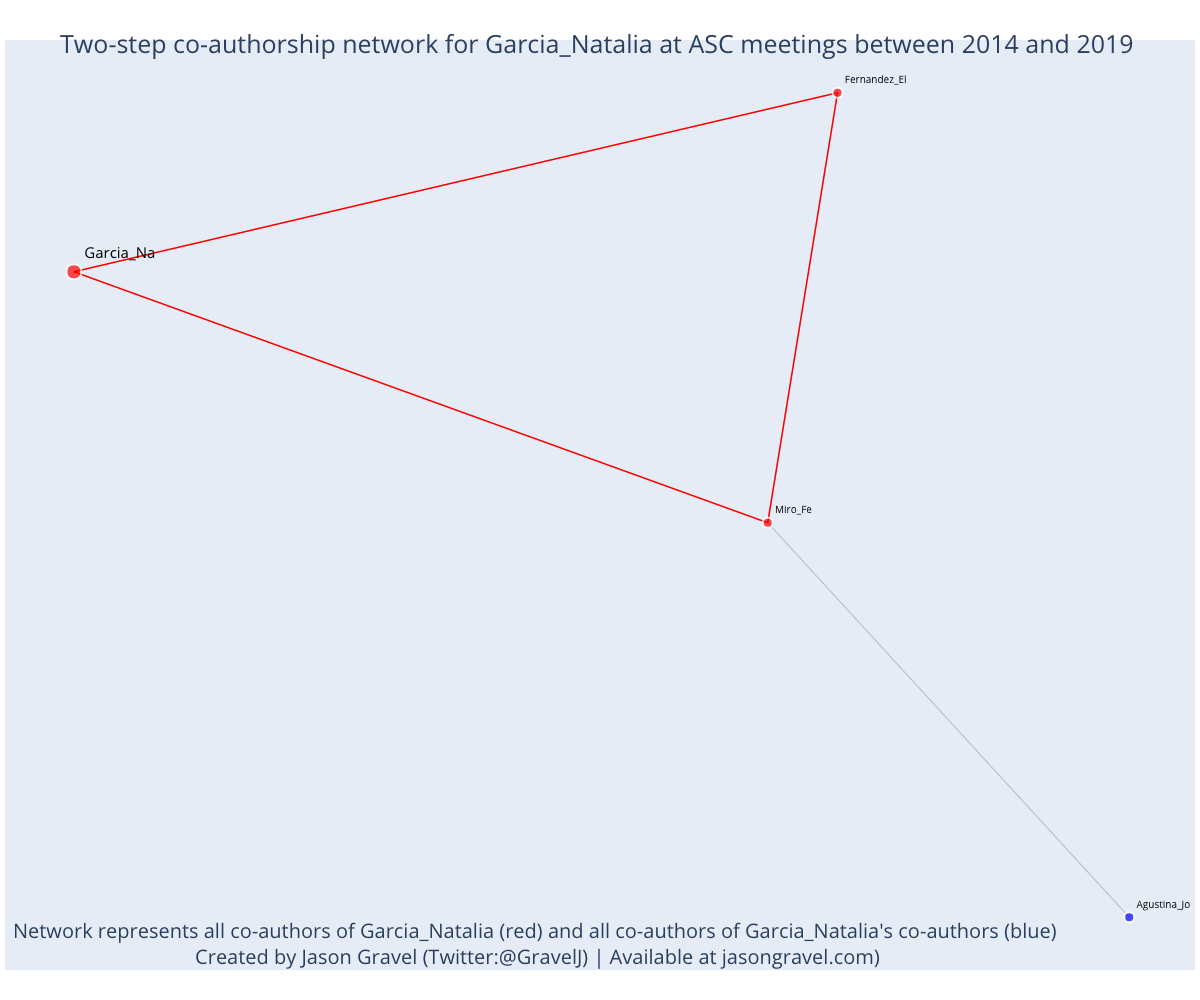 Two-step co-authorship network for Garcia_Natalia at ASC meetings between 2014 and 2019
Fernandez_El
Garcia_Na
Miro_Fe
Agustina_Jo
Network represents all co-authors of Garcia_Natalia (red) and all co-authors of Garcia_Natalia's co-authors (blue)
Created by Jason Gravel (Twitter:@GravelJ) | Available at jasongravel.com)